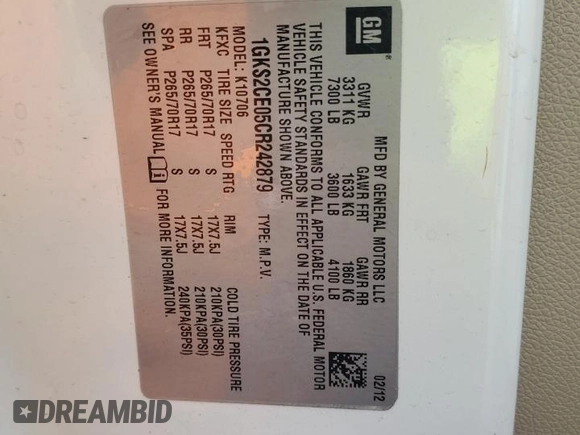 GM
MFD BY GENERAL MOTORS LLC
02/12
GVWR GAWR FRT GAWR RR
3311 KG 1633 KG 1860 KG
7300 LB 3600 LB 4100 LB
THIS VEHICLE CONFORMS TO ALL APPLICABLE U.S. FEDERAL MOTOR
VEHICLE SAFETY STANDARDS IN EFFECT ON THE DATE OF
MANUFACTURE SHOWN ABOVE.
1GKS2CE05CR242879 TYPE: M.P.V.
MODEL: K10706
KFXC TIRE SIZE SPEED RTG RIM COLD TIRE PRESSURE
FRT P265/70R17 S 17X7.5J 210KPA(30PSI)
RR P265/70R17 S 17X7.5J 210KPA(30PSI)
SPA P265/70R17 S 17X7.5J 240KPA(35PSI)
SEE OWNER'S MANUAL FOR MORE INFORMATION.
DREAMBID